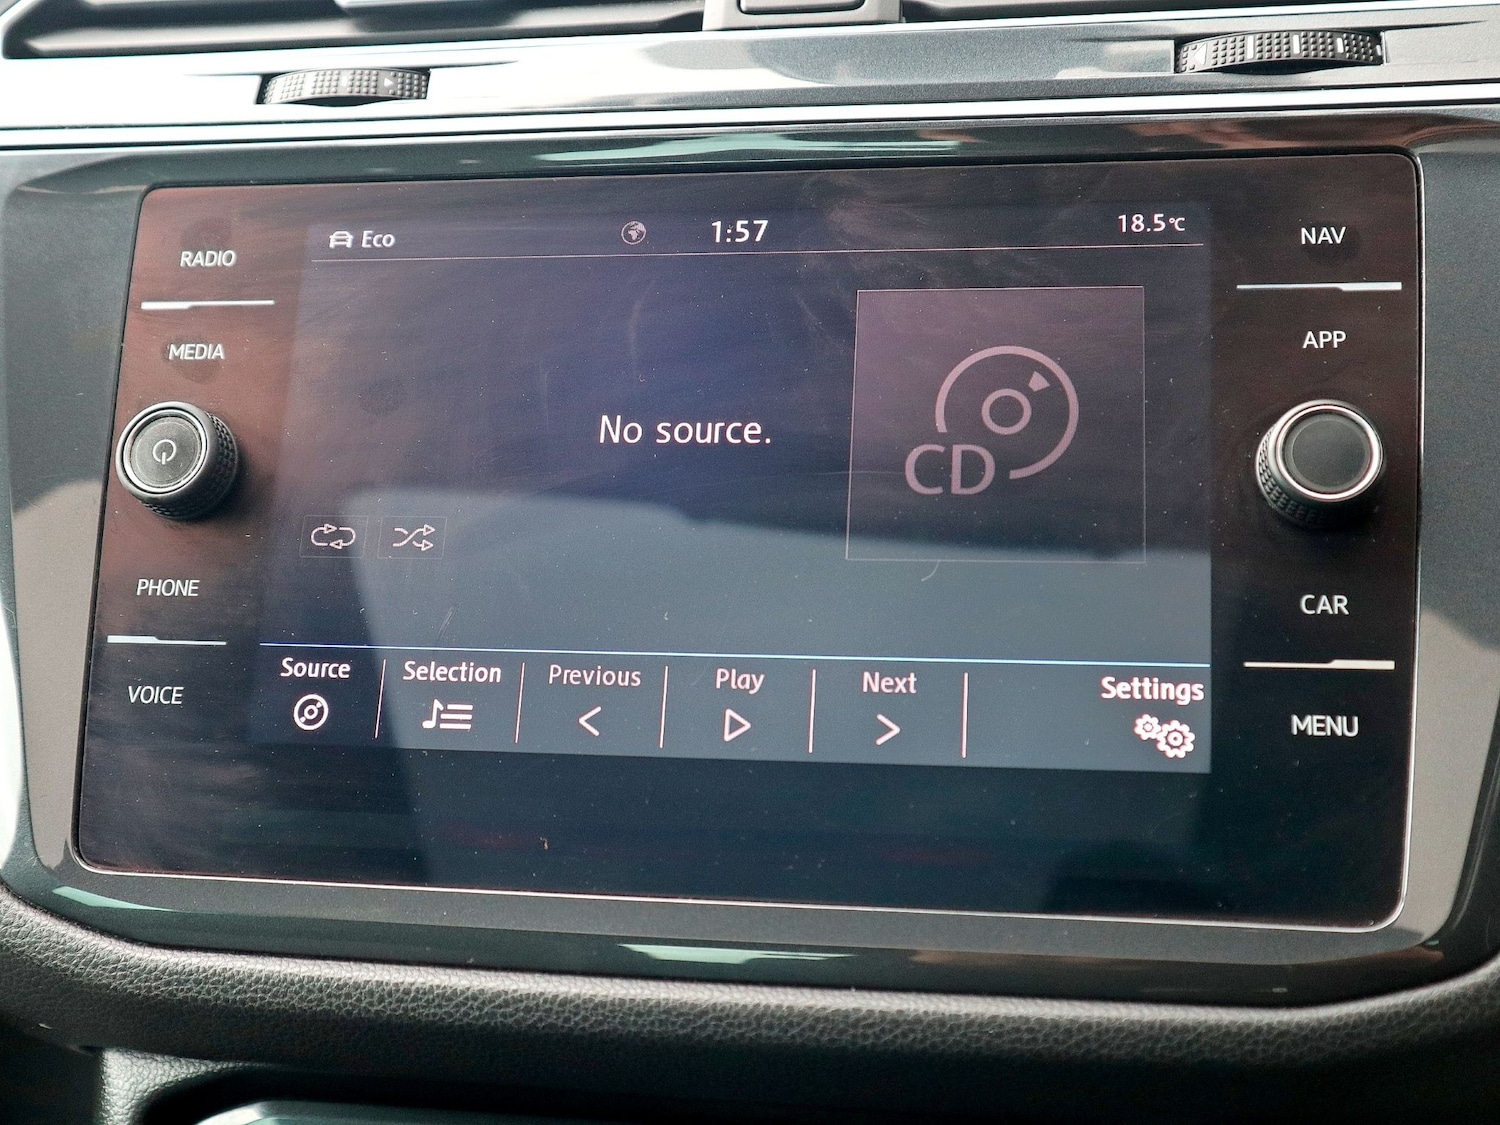 Eco 1:57 18.5°C
RADIO
MEDIA
PHONE
VOICE
No source.
CD
Source Selection Previous Play Next Settings
NAV
APP
CAR
MENU